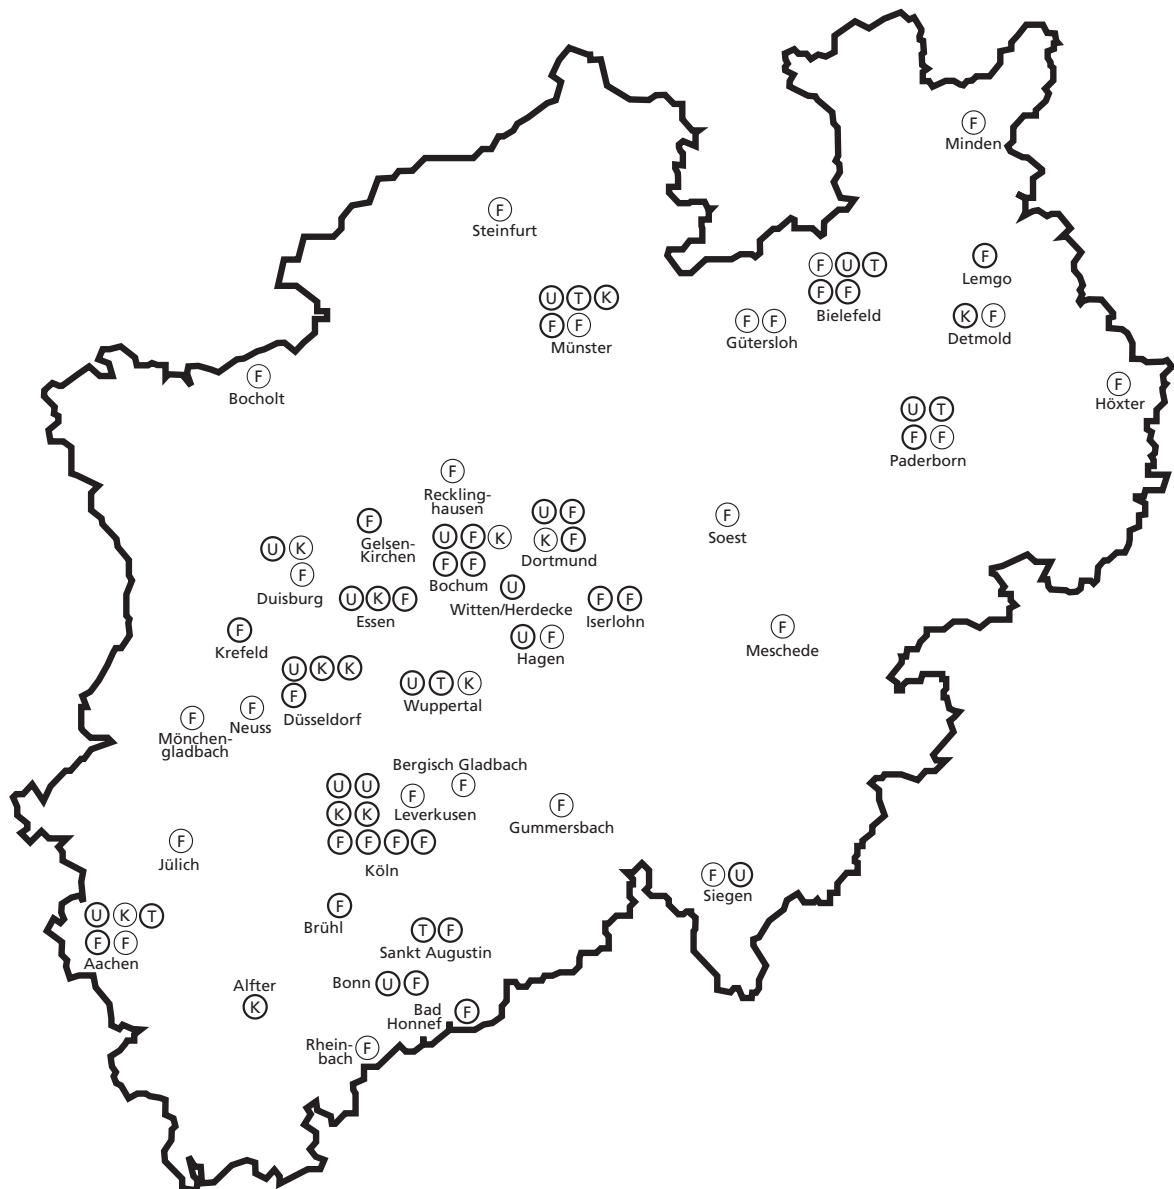 F
Minden
F
Steinfurt
F
Lemgo
F U T
F F
Bielefeld
U T K
F F
Münster
F F
Gütersloh
K F
Detmold
F
Bocholt
F
Höxter
U T
F F
Paderborn
F
Reckling-
hausen
F
Gelsen-
Kirchen
U F K
F F
Bochum
U F
K F
Dortmund
F
Soest
U K
F
Duisburg
U K F
Essen
U
Witten/Herdecke
F F
Iserlohn
F
Krefeld
U F
Hagen
F
Meschede
U K K
F
Düsseldorf
U T K
Wuppertal
F
Neuss
F
Mönchen-
gladbach
Bergisch Gladbach
F
F
Leverkusen
U U
K K
F F F F
Köln
F
Gummersbach
F
Jülich
F U
Siegen
U K T
F F
Aachen
F
Brühl
T F
Sankt Augustin
Alfter
K
Bonn U F
Bad
Honnef F
Rhein-
bach F